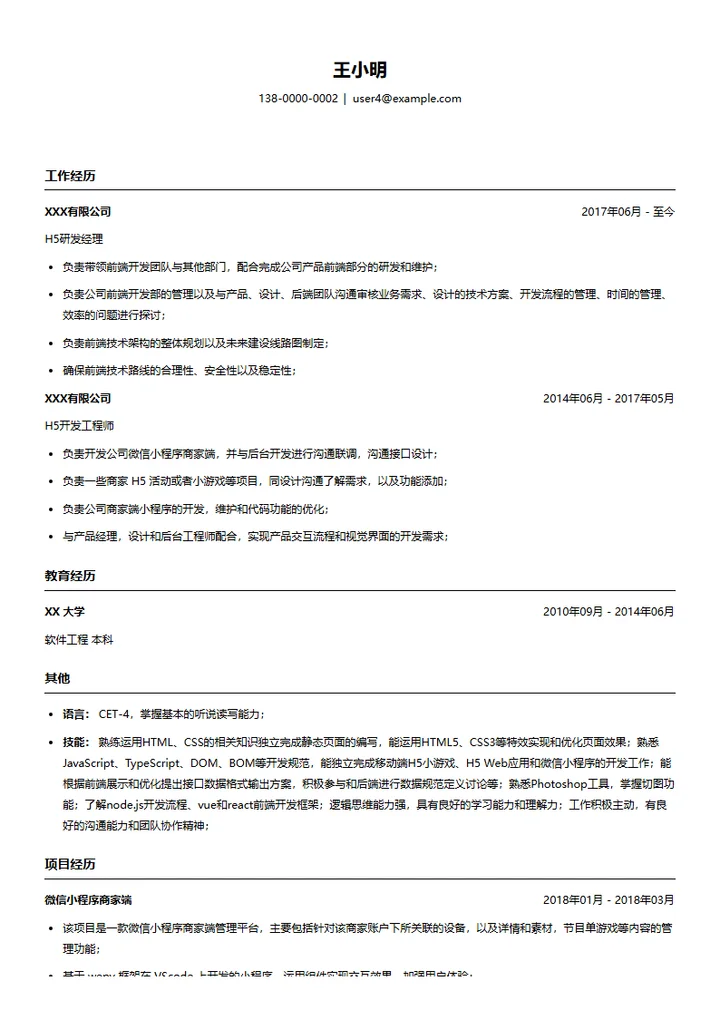 王小明
138-0000-0002 | user4@example.com
工作经历
XXX有限公司 2017年06月 - 至今
H5研发经理
• 负责带领前端开发团队与其他部门，配合完成公司产品前端部分的研发和维护；
• 负责公司前端开发部的管理以及与产品、设计、后端团队沟通审核业务需求、设计的技术方案、开发流程的管理、时间的管理、
效率的问题进行探讨；
• 负责前端技术架构的整体规划以及未来建设线路图制定；
• 确保前端技术路线的合理性、安全性以及稳定性；
XXX有限公司 2014年06月 - 2017年05月
H5开发工程师
• 负责开发公司微信小程序商家端，并与后台开发进行沟通联调，沟通接口设计；
• 负责一些商家 H5 活动或者小游戏等项目，同设计沟通了解需求，以及功能添加；
• 负责公司商家端小程序的开发，维护和代码功能的优化；
• 与产品经理，设计和后台工程师配合，实现产品交互流程和视觉界面的开发需求；
教育经历
XX 大学 2010年09月 - 2014年06月
软件工程 本科
其他
• 语言： CET-4，掌握基本的听说读写能力；
• 技能： 熟练运用HTML、CSS的相关知识独立完成静态页面的编写，能运用HTML5、CSS3等特效实现和优化页面效果；熟悉
JavaScript、TypeScript、DOM、BOM等开发规范，能独立完成移动端H5小游戏、H5 Web应用和微信小程序的开发工作；能
根据前端展示和优化提出接口数据格式输出方案，积极参与和后端进行数据规范定义讨论等；熟悉Photoshop工具，掌握切图功
能；了解node.js开发流程、vue和react前端开发框架；逻辑思维能力强，具有良好的学习能力和理解力；工作积极主动，有良
好的沟通能力和团队协作精神；
项目经历
微信小程序商家端 2018年01月 - 2018年03月
• 该项目是一款微信小程序商家端管理平台，主要包括针对该商家账户下所关联的设备，以及详情和素材，节目单游戏等内容的管
理功能；
• 基于 wepy 框架在 VScode 上开发的小程序，运用组件实现交互效果，加强用户体验；